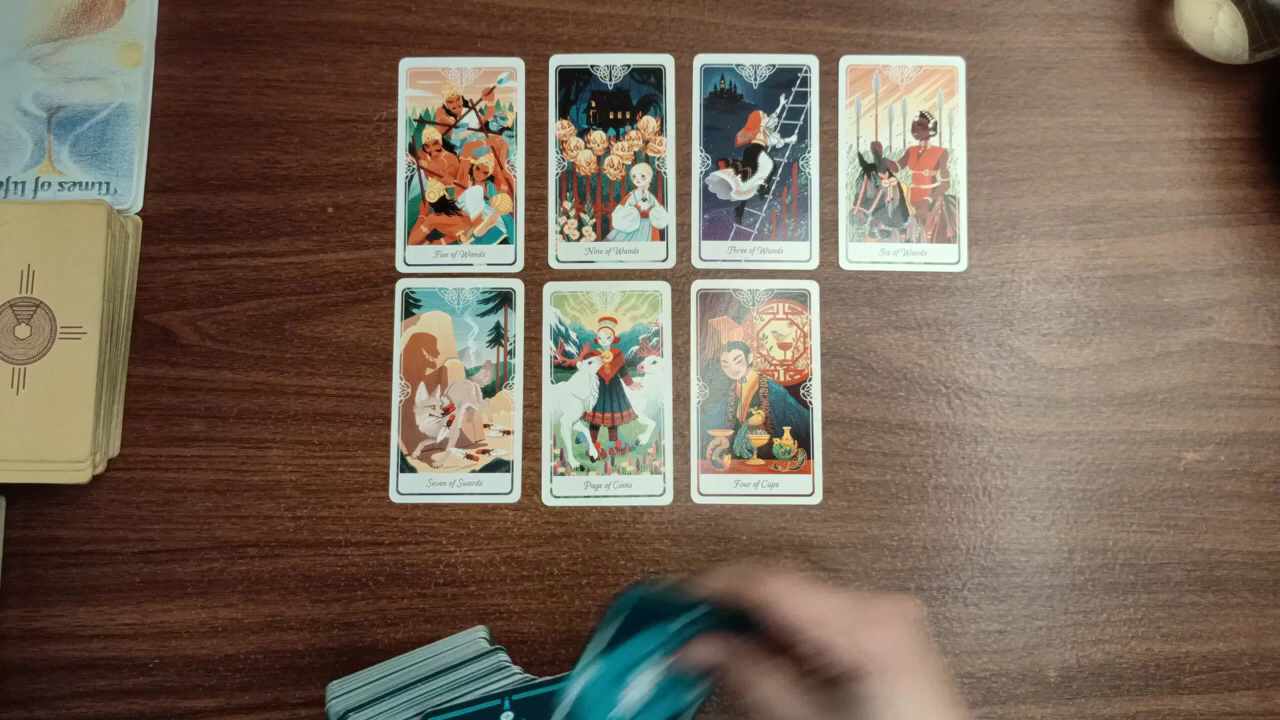 Times of life
Five of Wands
Nine of Wands
Three of Wands
Six of Wands
Seven of Swords
Page of Coins
Four of Cups